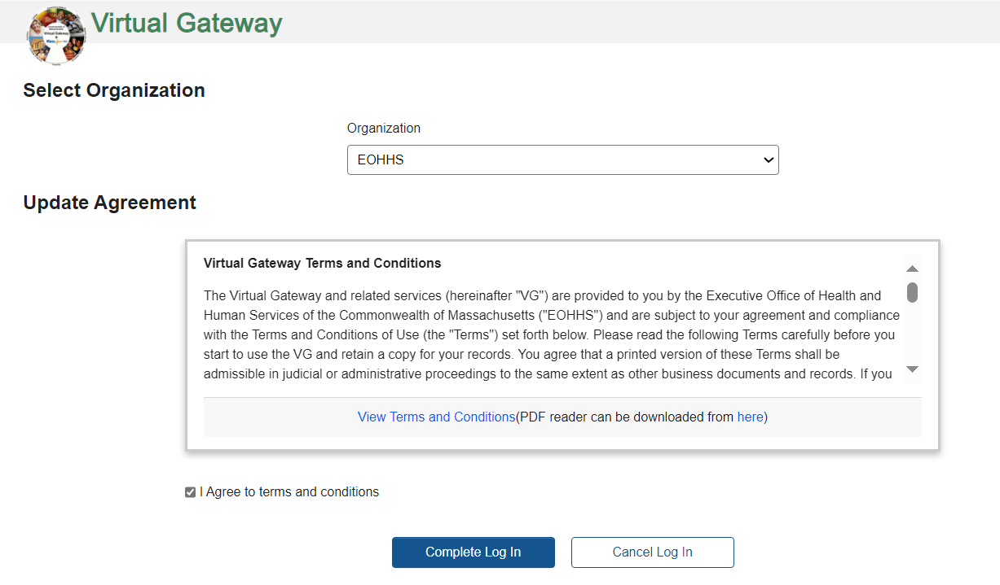 Virtual Gateway
Select Organization
Organization
EOHHS
Update Agreement
Virtual Gateway Terms and Conditions
The Virtual Gateway and related services (hereinafter "VG") are provided to you by the Executive Office of Health and
Human Services of the Commonwealth of Massachusetts ("EOHHS") and are subject to your agreement and compliance
with the Terms and Conditions of Use (the "Terms") set forth below. Please read the following Terms carefully before you
start to use the VG and retain a copy for your records. You agree that a printed version of these Terms shall be
admissible in judicial or administrative proceedings to the same extent as other business documents and records. If you
View Terms and Conditions(PDF reader can be downloaded from here)
I Agree to terms and conditions
Complete Log In
Cancel Log In